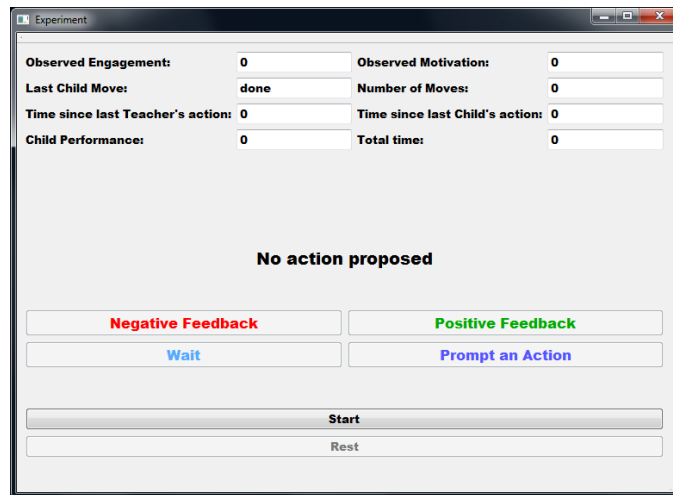 Experiment
Observed Engagement: 0 Observed Motivation: 0
Last Child Move: done Number of Moves: 0
Time since last Teacher's action: 0 Time since last Child's action: 0
Child Performance: 0 Total time: 0
No action proposed
Negative Feedback Positive Feedback
Wait Prompt an Action
Start
Rest